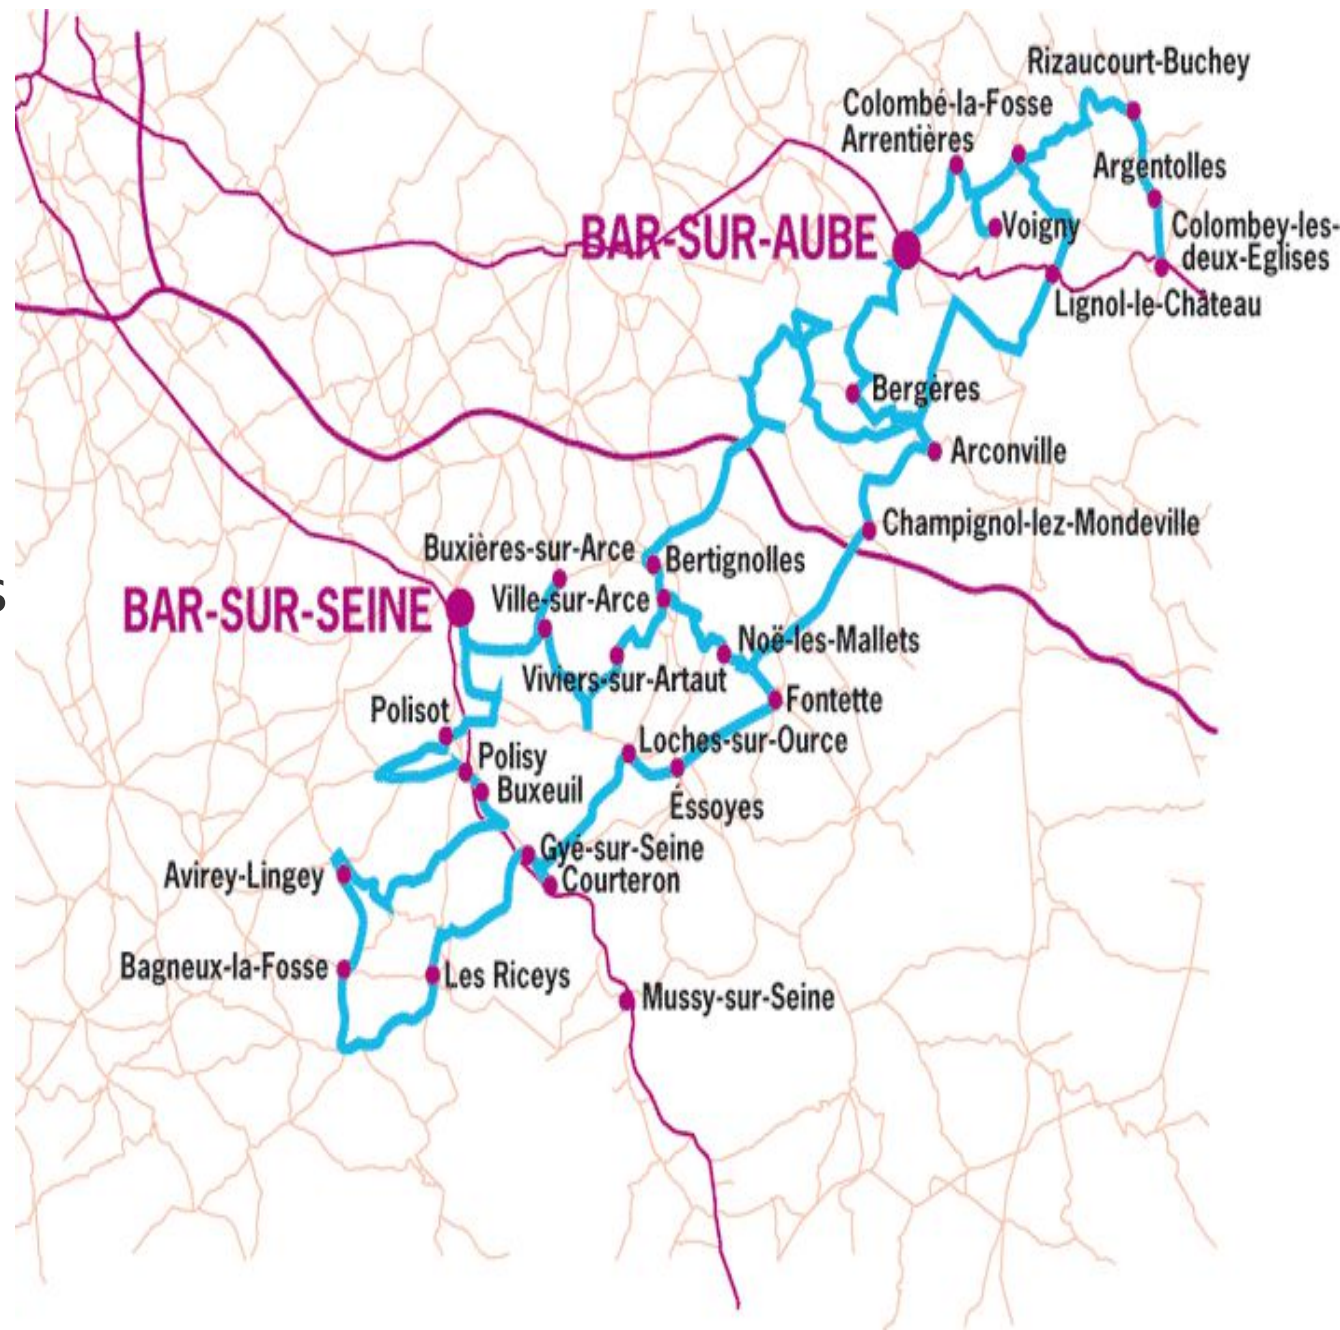 Rizaucourt-Buchey
Colombé-la-Fosse
Arrentières
Argentolles
BAR-SUR-AUBE
Voigny
Colombey-les-
deux-Eglises
Lignol-le-Château
Bergères
Arconville
Champignol-lez-Mondeville
Buxières-sur-Arce
Bertignolles
S
BAR-SUR-SEINE
Ville-sur-Arce
Noë-les-Mallets
Viviers-sur-Artaut
Fontette
Polisot
Loches-sur-Ource
Polisy
Buxeuil
Éssoyes
Gyé-sur-Seine
Avirey-Lingey
Courteron
Bagneux-la-Fosse
Les Riceys
Mussy-sur-Seine